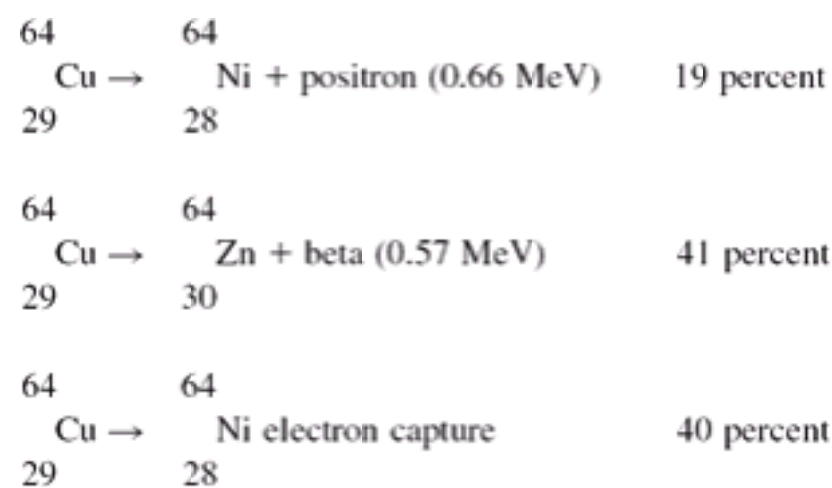 64 64
Cu → Ni + positron (0.66 MeV) 19 percent
29 28
64 64
Cu → Zn + beta (0.57 MeV) 41 percent
29 30
64 64
Cu → Ni electron capture 40 percent
29 28